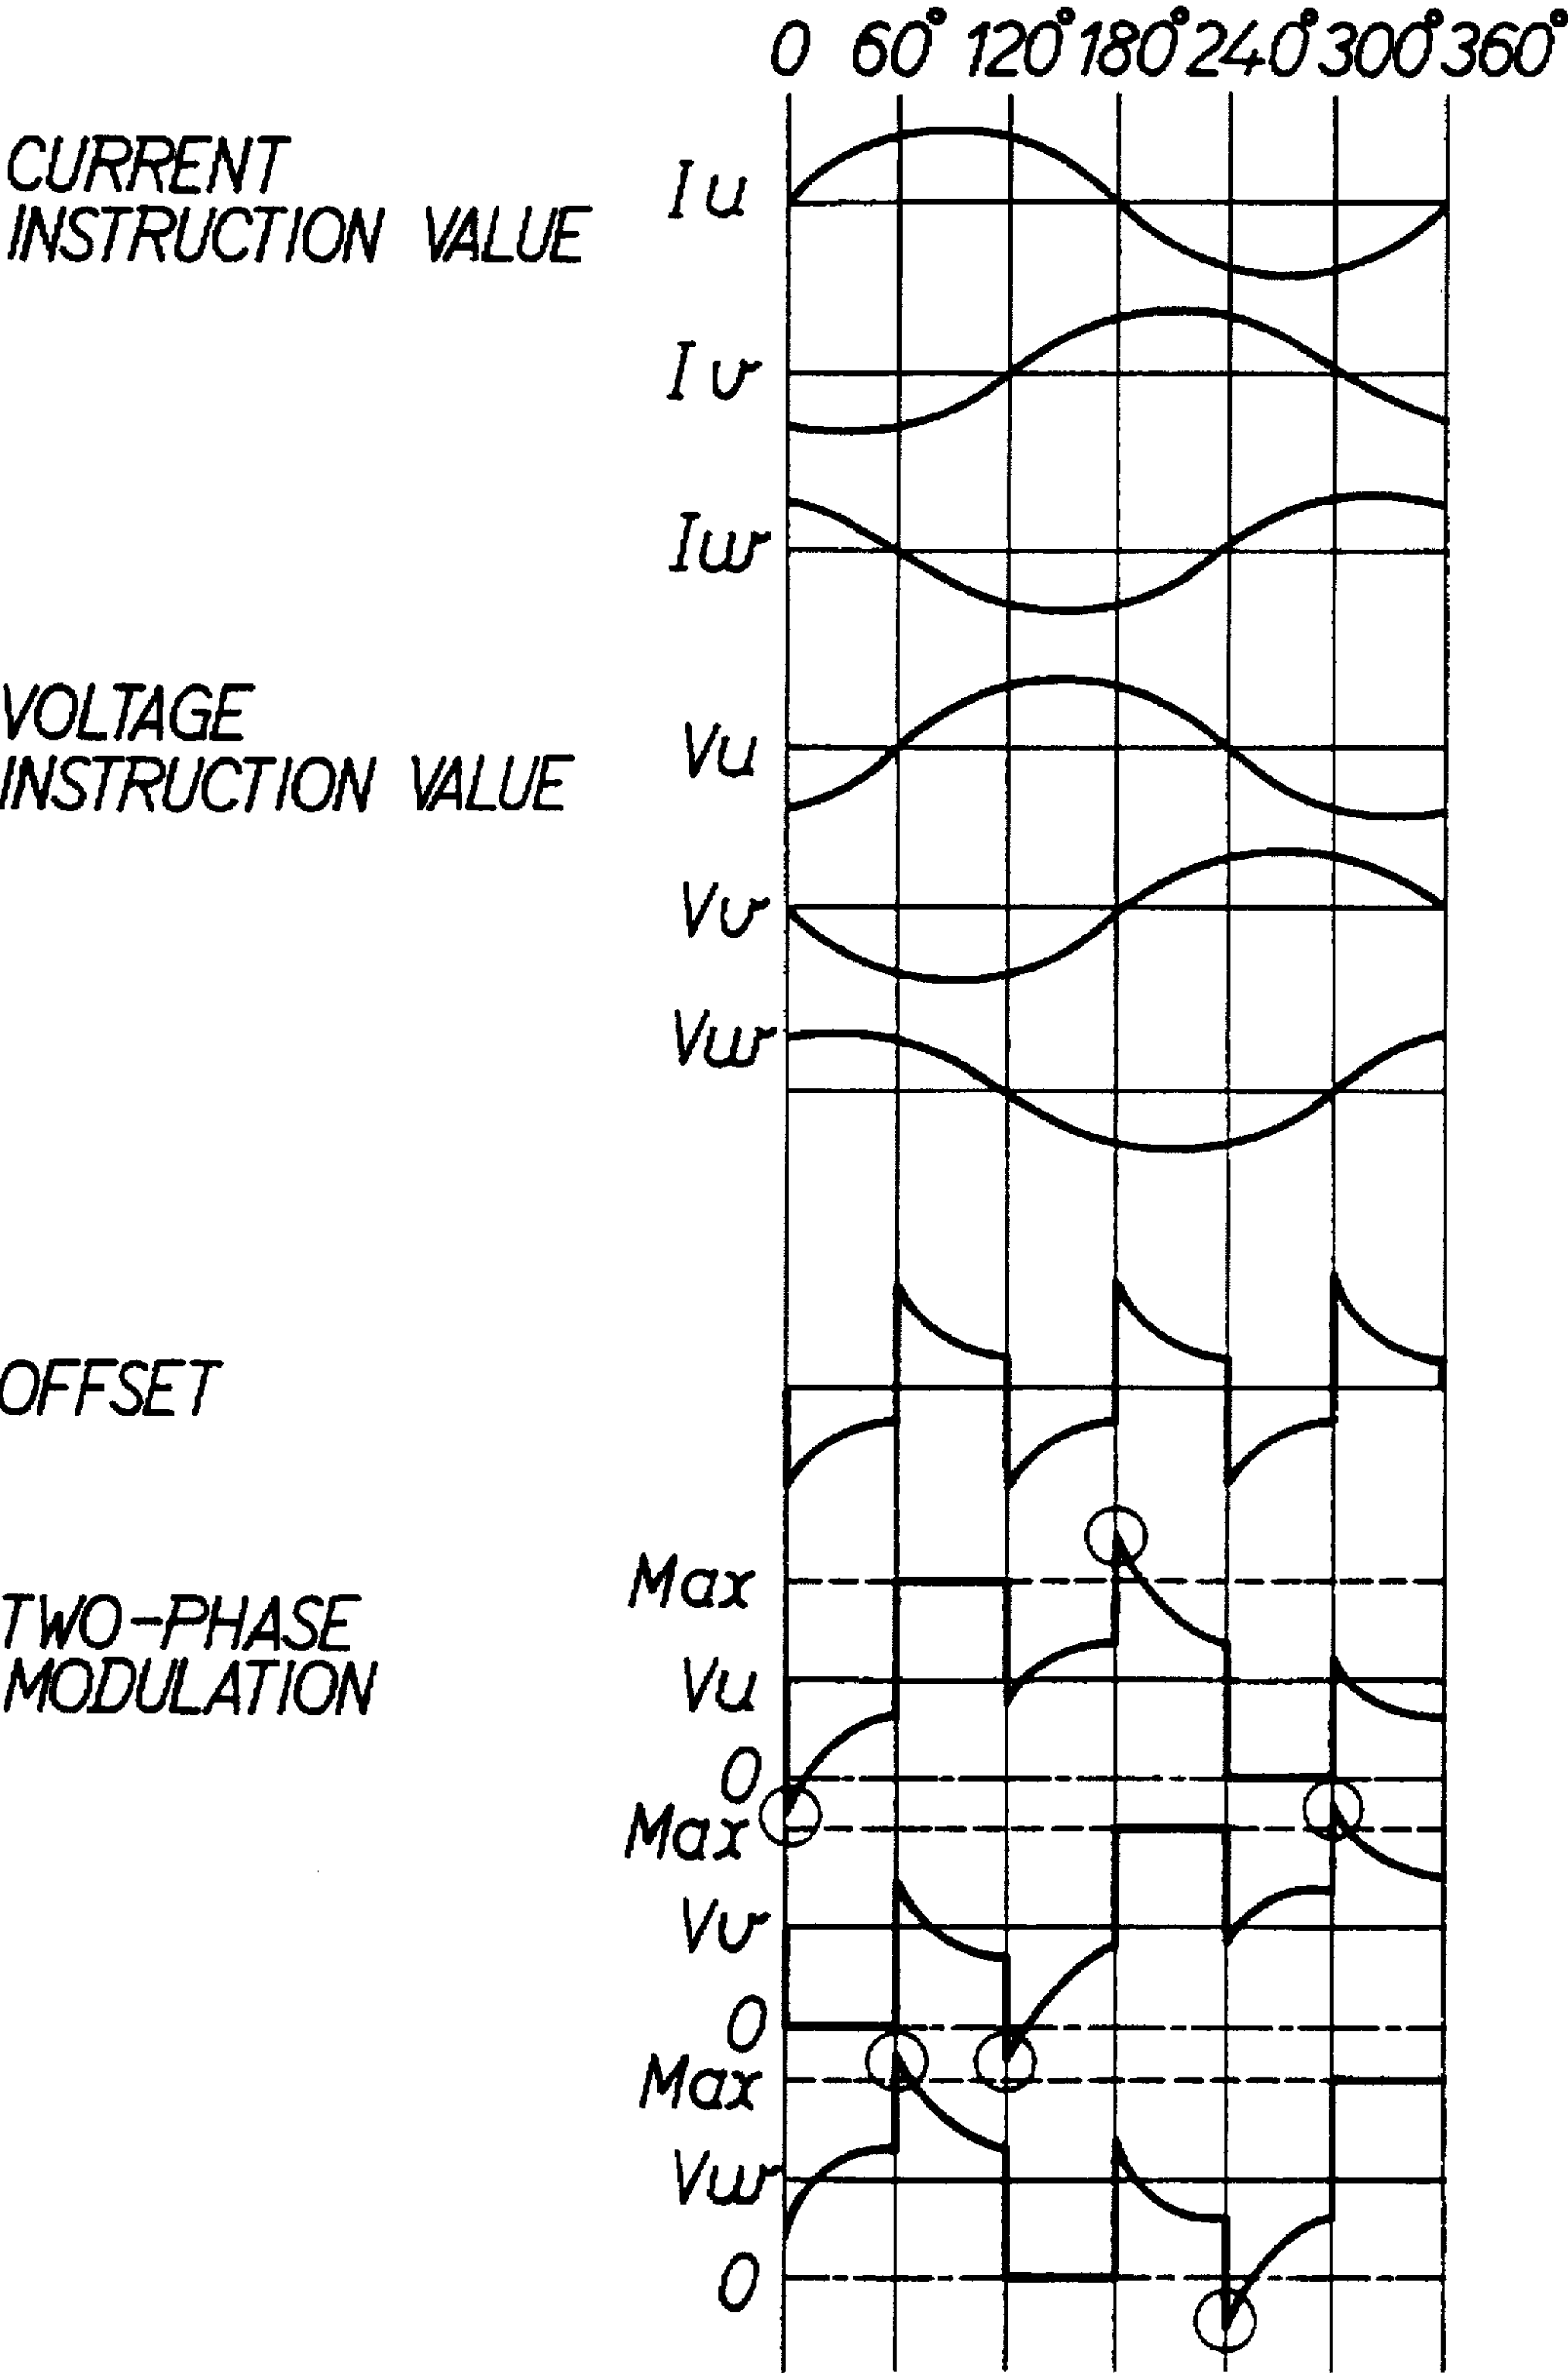 0 60° 120° 180° 240° 300° 360°
CURRENT
INSTRUCTION VALUE
Iu
Iv
Iw
VOLTAGE
INSTRUCTION VALUE
Vu
Vv
Vw
OFFSET
TWO-PHASE
MODULATION
Max
Vu
0
Max
Vv
0
Max
Vw
0